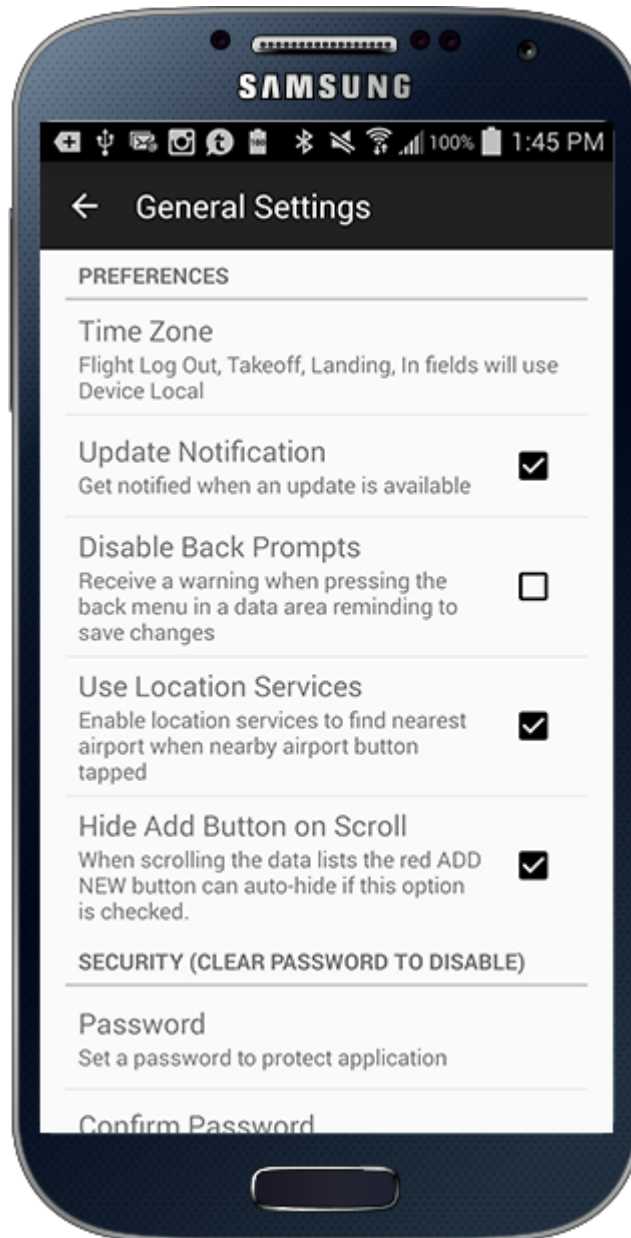 SAMSUNG
100% 1:45 PM
General Settings
PREFERENCES
Time Zone
Flight Log Out, Takeoff, Landing, In fields will use
Device Local
Update Notification
Get notified when an update is available
Disable Back Prompts
Receive a warning when pressing the
back menu in a data area reminding to
save changes
Use Location Services
Enable location services to find nearest
airport when nearby airport button
tapped
Hide Add Button on Scroll
When scrolling the data lists the red ADD
NEW button can auto-hide if this option
is checked.
SECURITY (CLEAR PASSWORD TO DISABLE)
Password
Set a password to protect application
Confirm Password